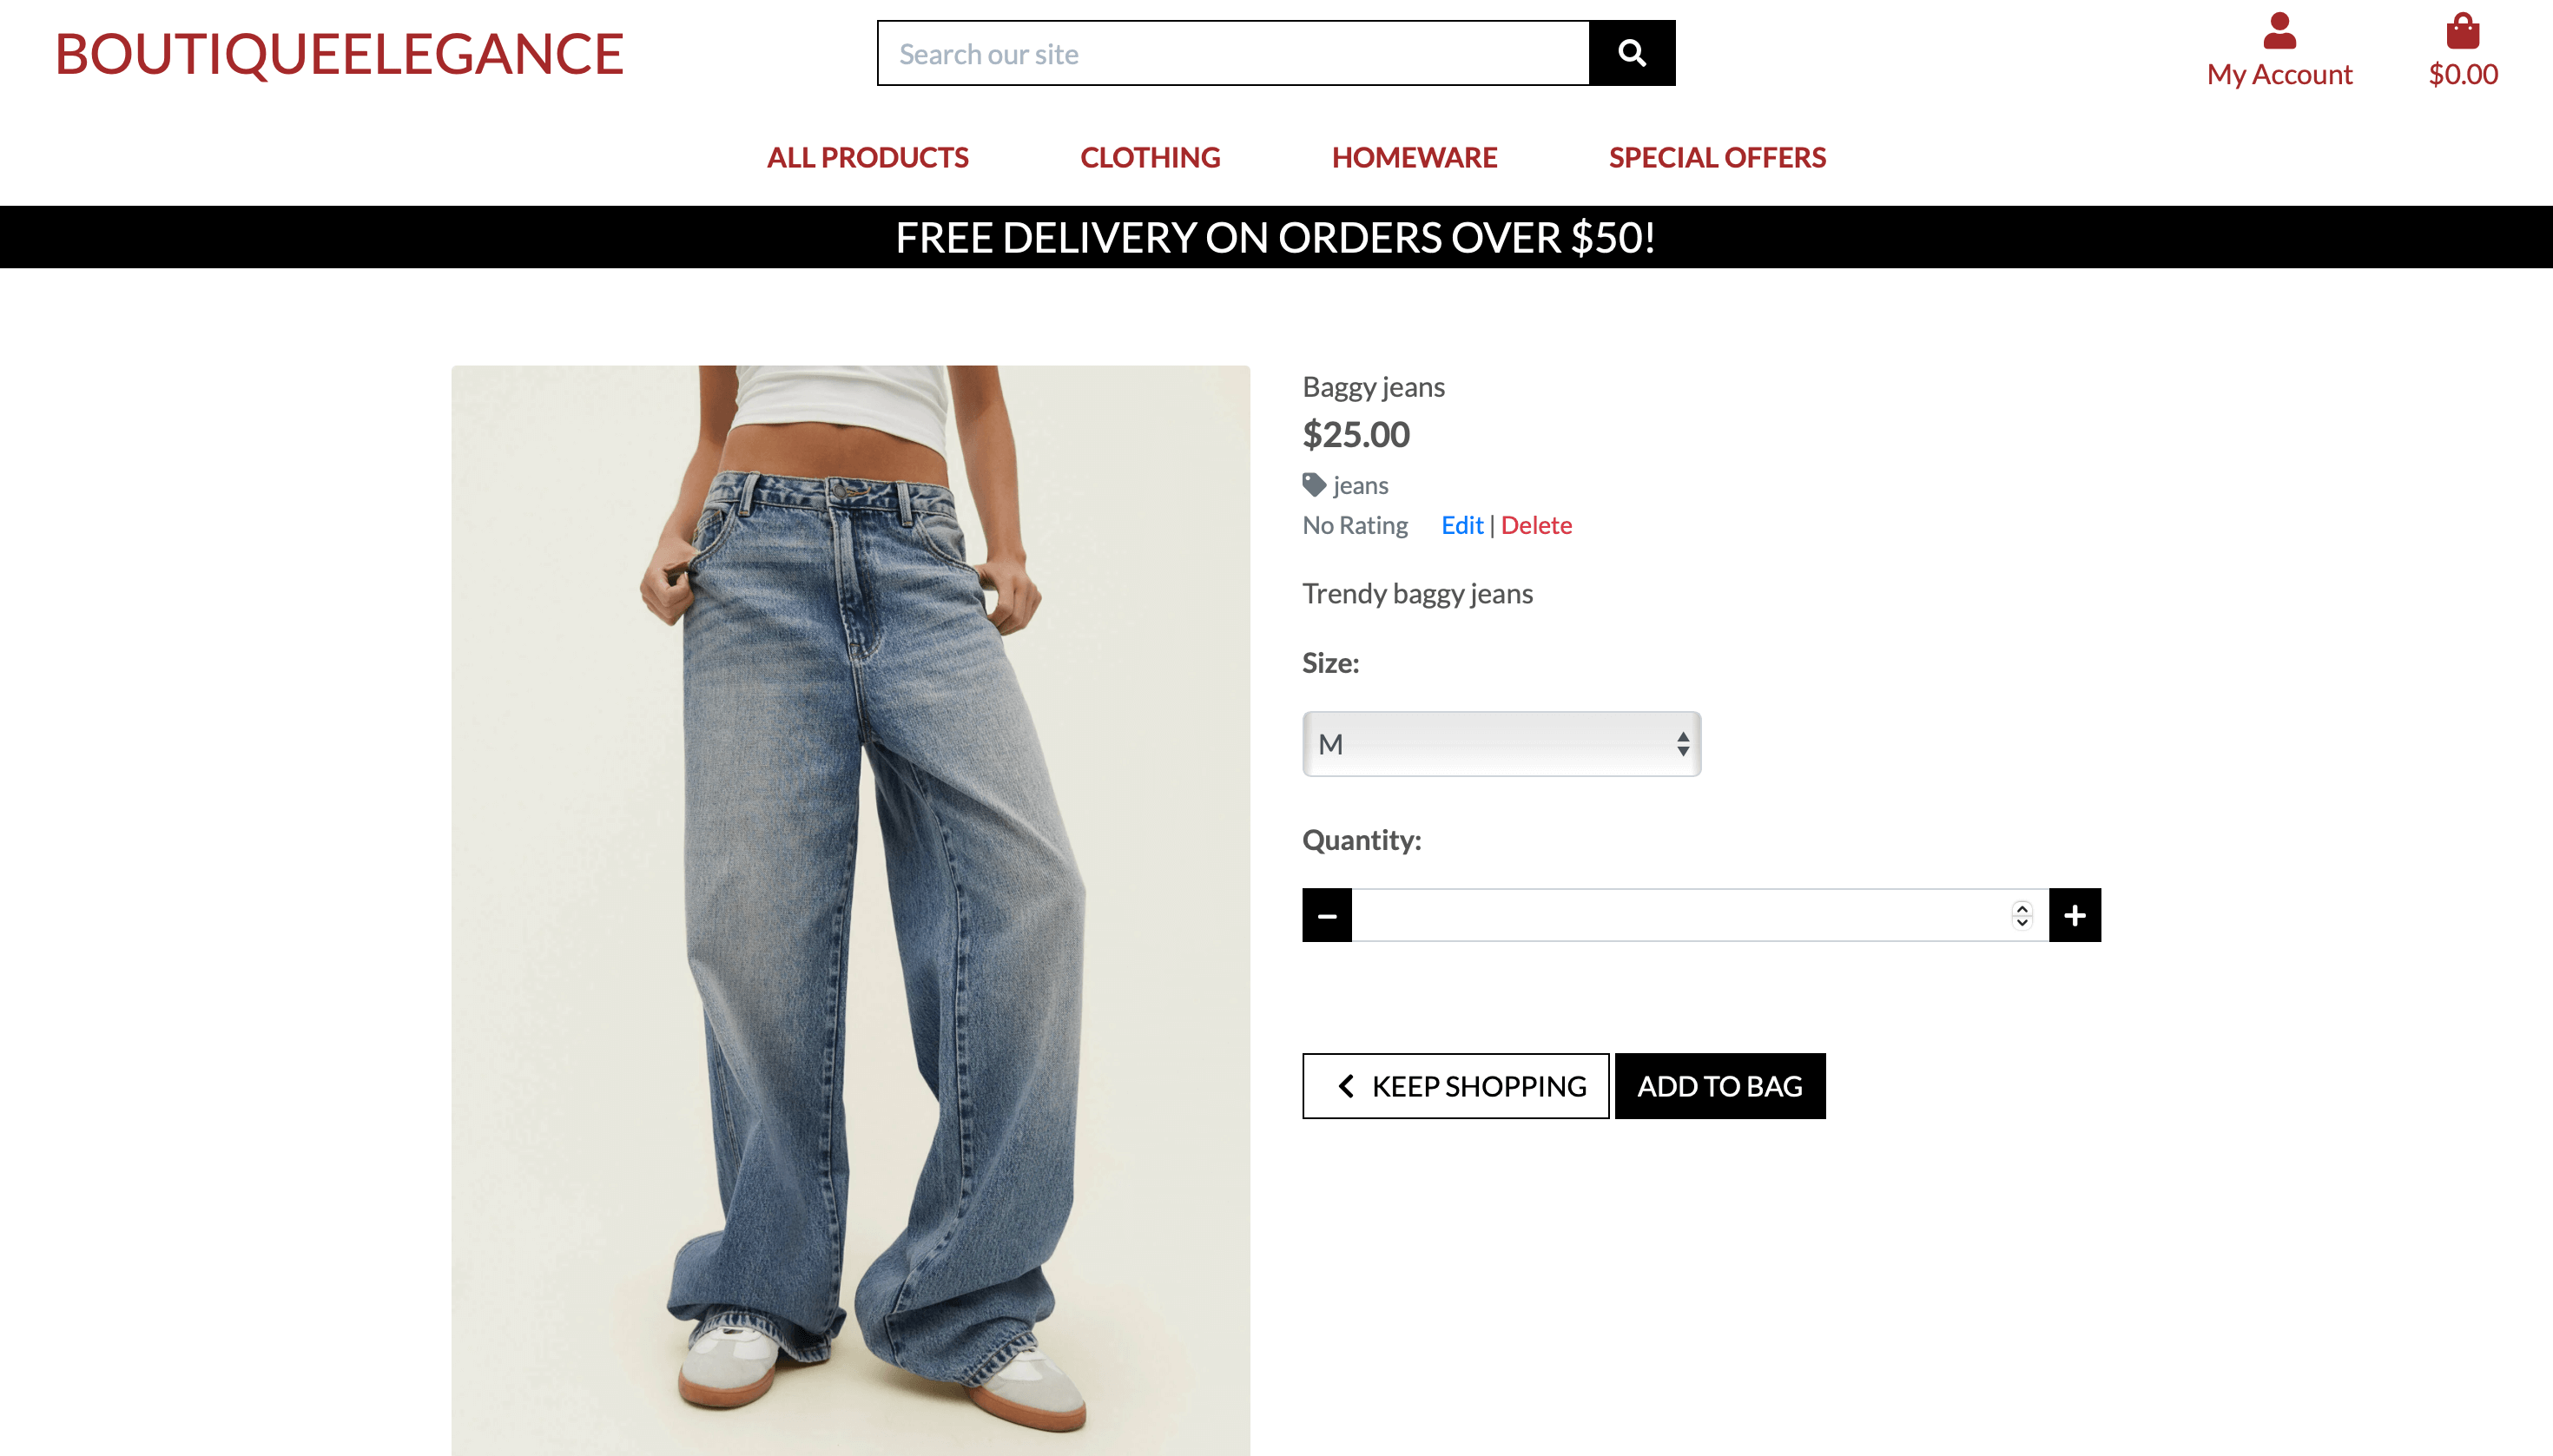 BOUTIQUEELEGANCE
Search our site
My Account
$0.00
ALL PRODUCTS
CLOTHING
HOMEWARE
SPECIAL OFFERS
FREE DELIVERY ON ORDERS OVER $50!
Baggy jeans
$25.00
jeans
No Rating Edit | Delete
Trendy baggy jeans
Size:
M
Quantity:
KEEP SHOPPING
ADD TO BAG